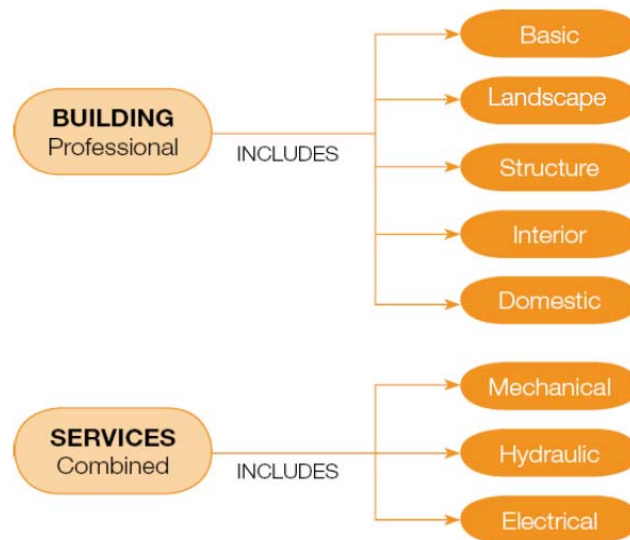 BUILDING
Professional
INCLUDES
Basic
Landscape
Structure
Interior
Domestic
SERVICES
Combined
INCLUDES
Mechanical
Hydraulic
Electrical